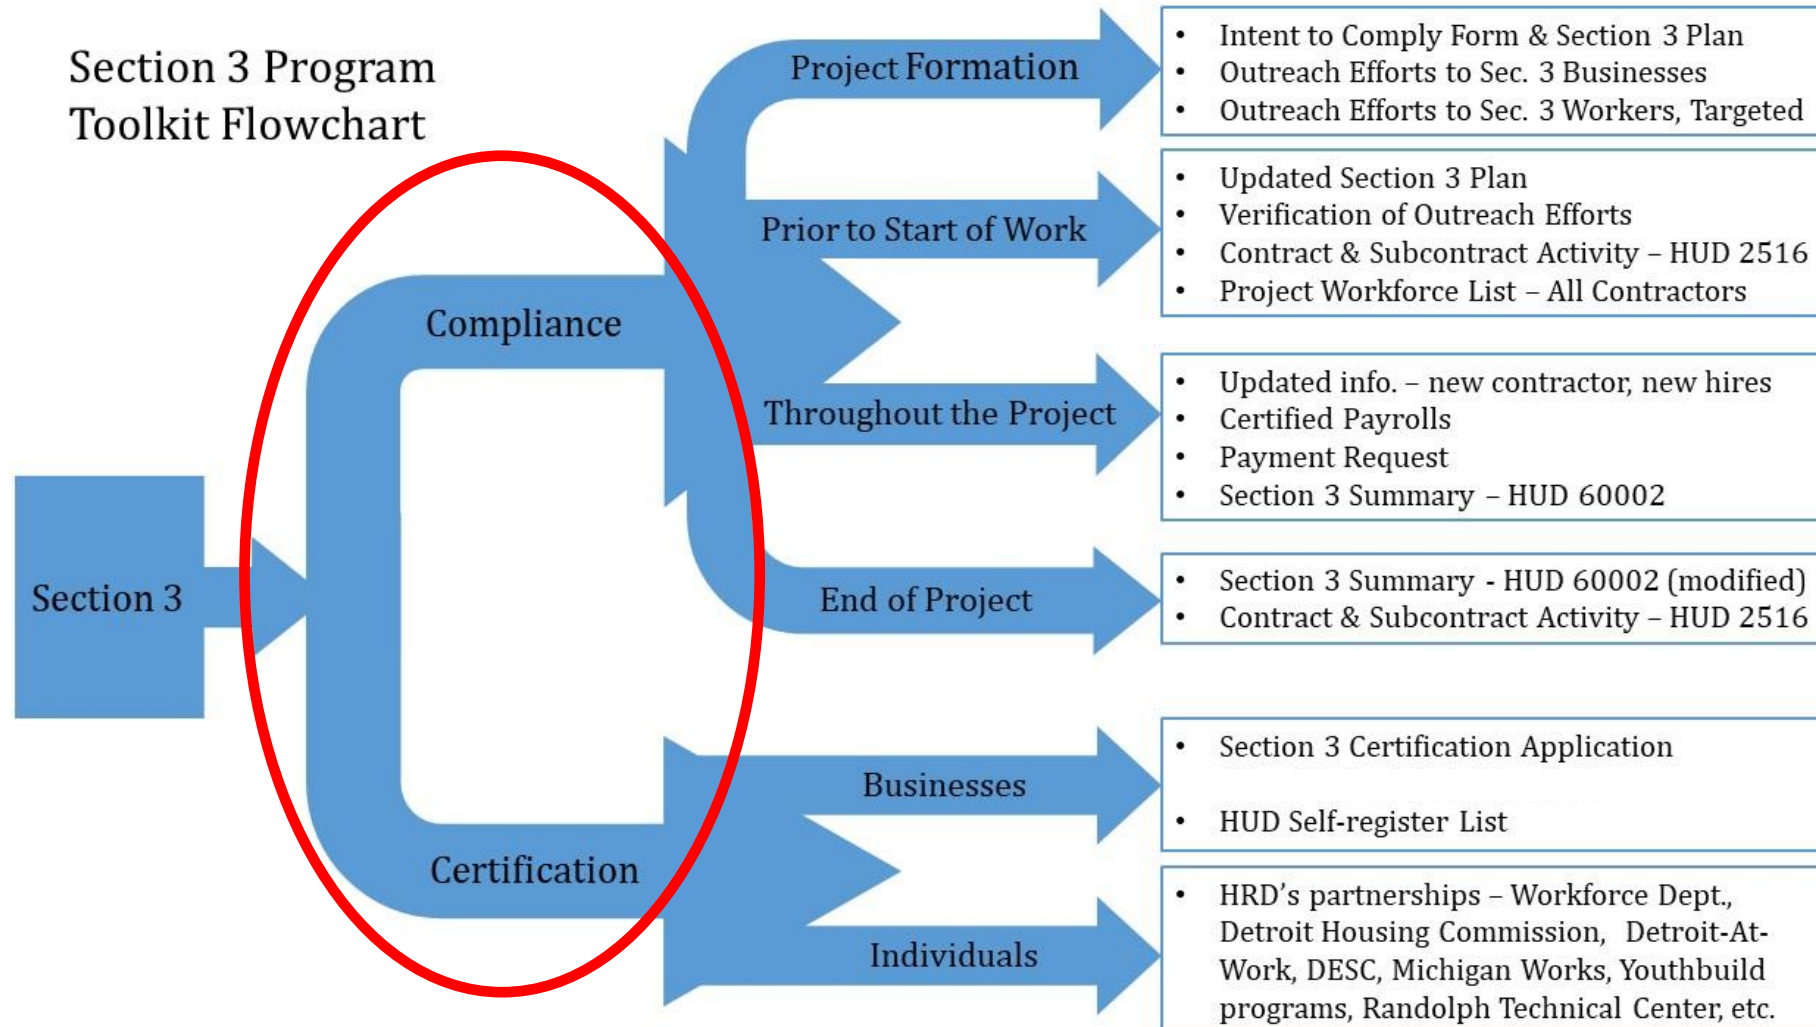 Section 3 Program
Toolkit Flowchart
Section 3
Compliance
Project Formation
• Intent to Comply Form & Section 3 Plan
• Outreach Efforts to Sec. 3 Businesses
• Outreach Efforts to Sec. 3 Workers, Targeted
Prior to Start of Work
• Updated Section 3 Plan
• Verification of Outreach Efforts
• Contract & Subcontract Activity – HUD 2516
• Project Workforce List – All Contractors
Throughout the Project
• Updated info. – new contractor, new hires
• Certified Payrolls
• Payment Request
• Section 3 Summary – HUD 60002
End of Project
• Section 3 Summary - HUD 60002 (modified)
• Contract & Subcontract Activity – HUD 2516
Certification
Businesses
• Section 3 Certification Application
• HUD Self-register List
Individuals
• HRD's partnerships – Workforce Dept.,
Detroit Housing Commission, Detroit-At-
Work, DESC, Michigan Works, Youthbuild
programs, Randolph Technical Center, etc.